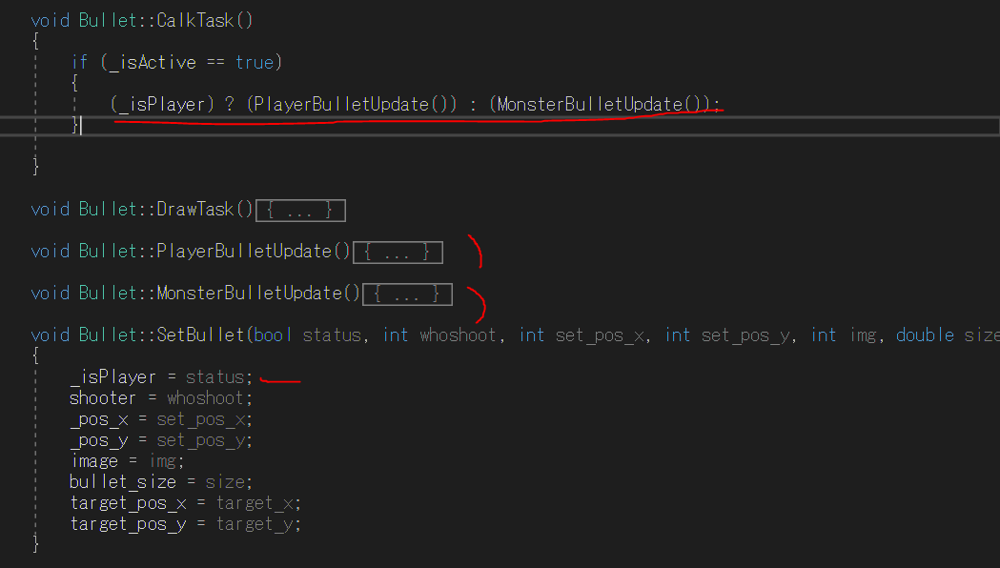 void Bullet::CalkTask()
{
if (_isActive == true)
{
(_isPlayer) ? (PlayerBulletUpdate()) : (MonsterBulletUpdate());
}
}
void Bullet::DrawTask(){ ... }
void Bullet::PlayerBulletUpdate(){ ... }
void Bullet::MonsterBulletUpdate(){ ... }
void Bullet::SetBullet(bool status, int whoshoot, int set_pos_x, int set_pos_y, int img, double size
{
_isPlayer = status;
shooter = whoshoot;
_pos_x = set_pos_x;
_pos_y = set_pos_y;
image = img;
bullet_size = size;
target_pos_x = target_x;
target_pos_y = target_y;
}